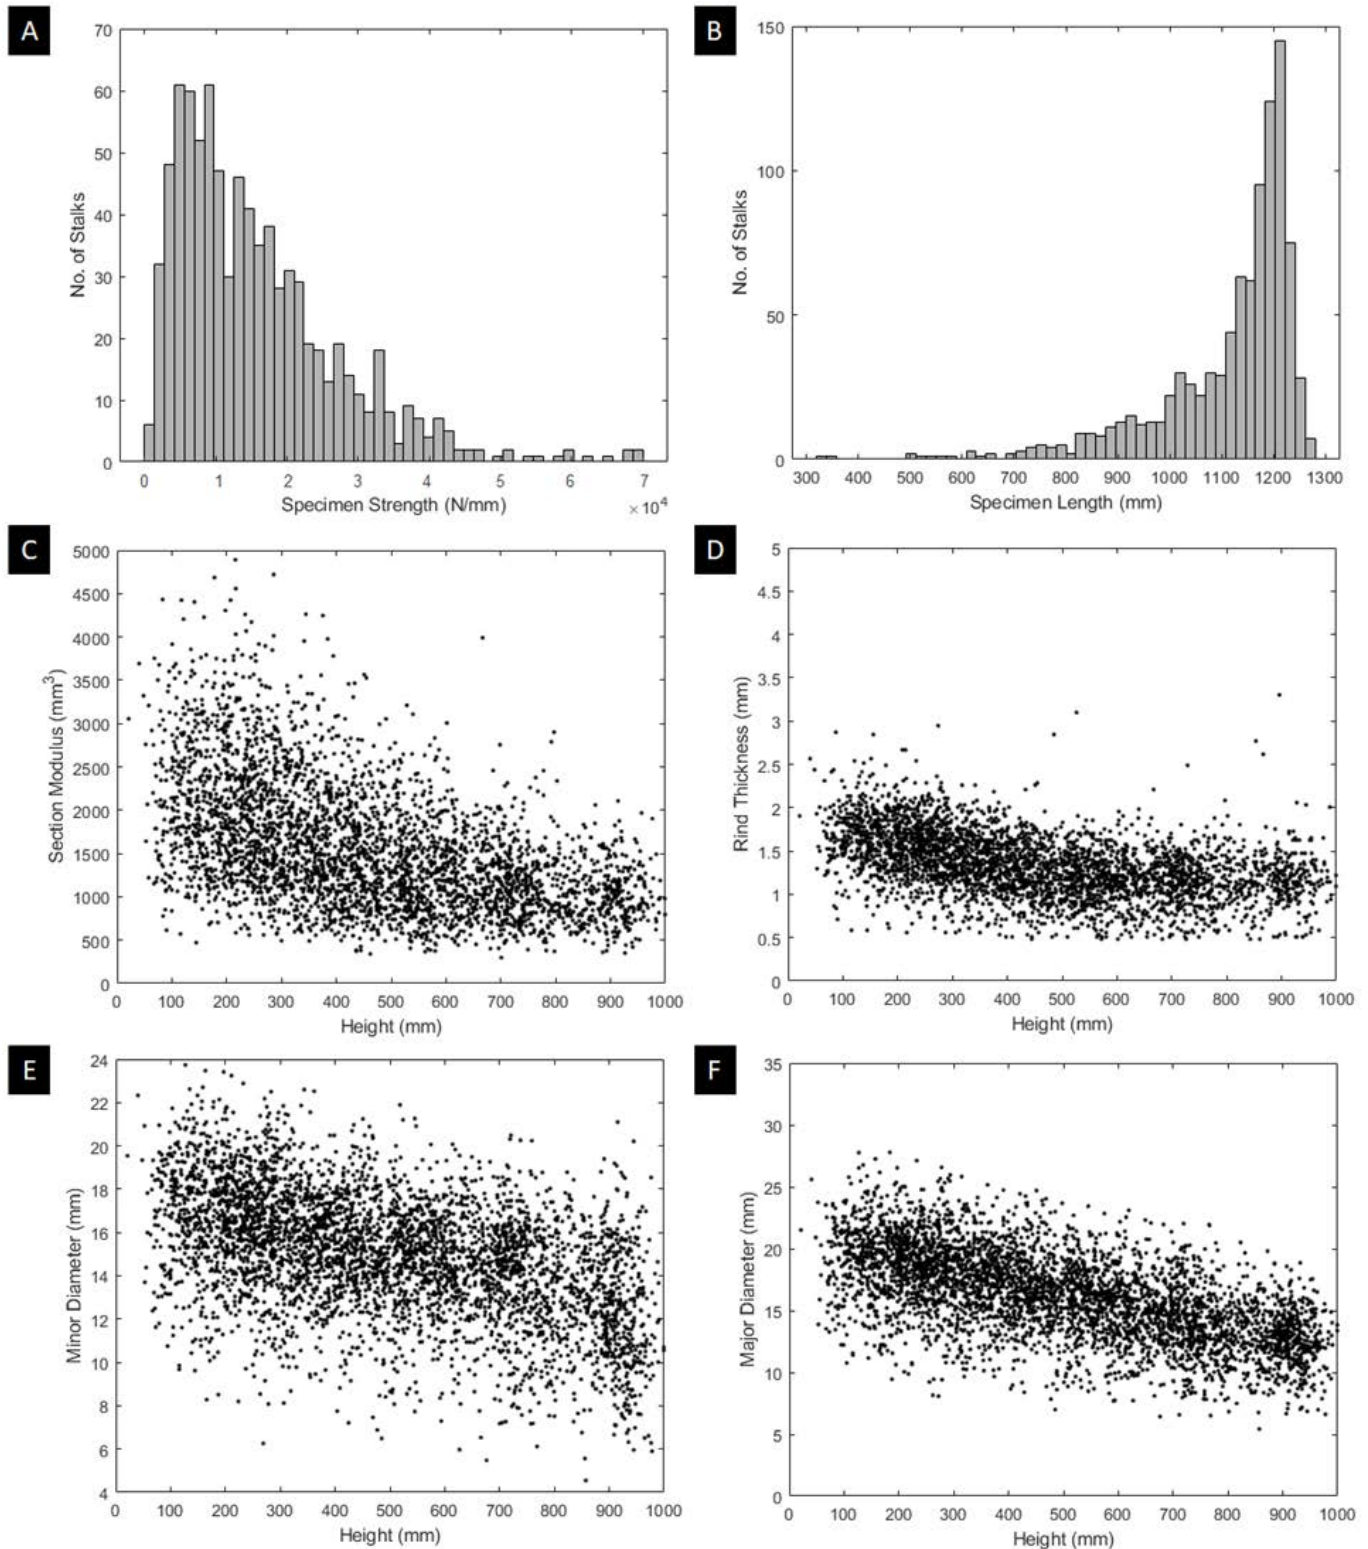 A
70
60
50
40
30
20
10
0
No. of Stalks
0 1 2 3 4 5 6 7
Specimen Strength (N/mm)
× 10⁴
B
150
100
50
0
No. of Stalks
300 400 500 600 700 800 900 1000 1100 1200 1300
Specimen Length (mm)
C
5000
4500
4000
3500
3000
2500
2000
1500
1000
500
0
Section Modulus (mm³)
0 100 200 300 400 500 600 700 800 900 1000
Height (mm)
D
5
4.5
4
3.5
3
2.5
2
1.5
1
0.5
0
Rind Thickness (mm)
0 100 200 300 400 500 600 700 800 900 1000
Height (mm)
E
24
22
20
18
16
14
12
10
8
6
4
Minor Diameter (mm)
0 100 200 300 400 500 600 700 800 900 1000
Height (mm)
F
35
30
25
20
15
10
5
0
Major Diameter (mm)
0 100 200 300 400 500 600 700 800 900 1000
Height (mm)